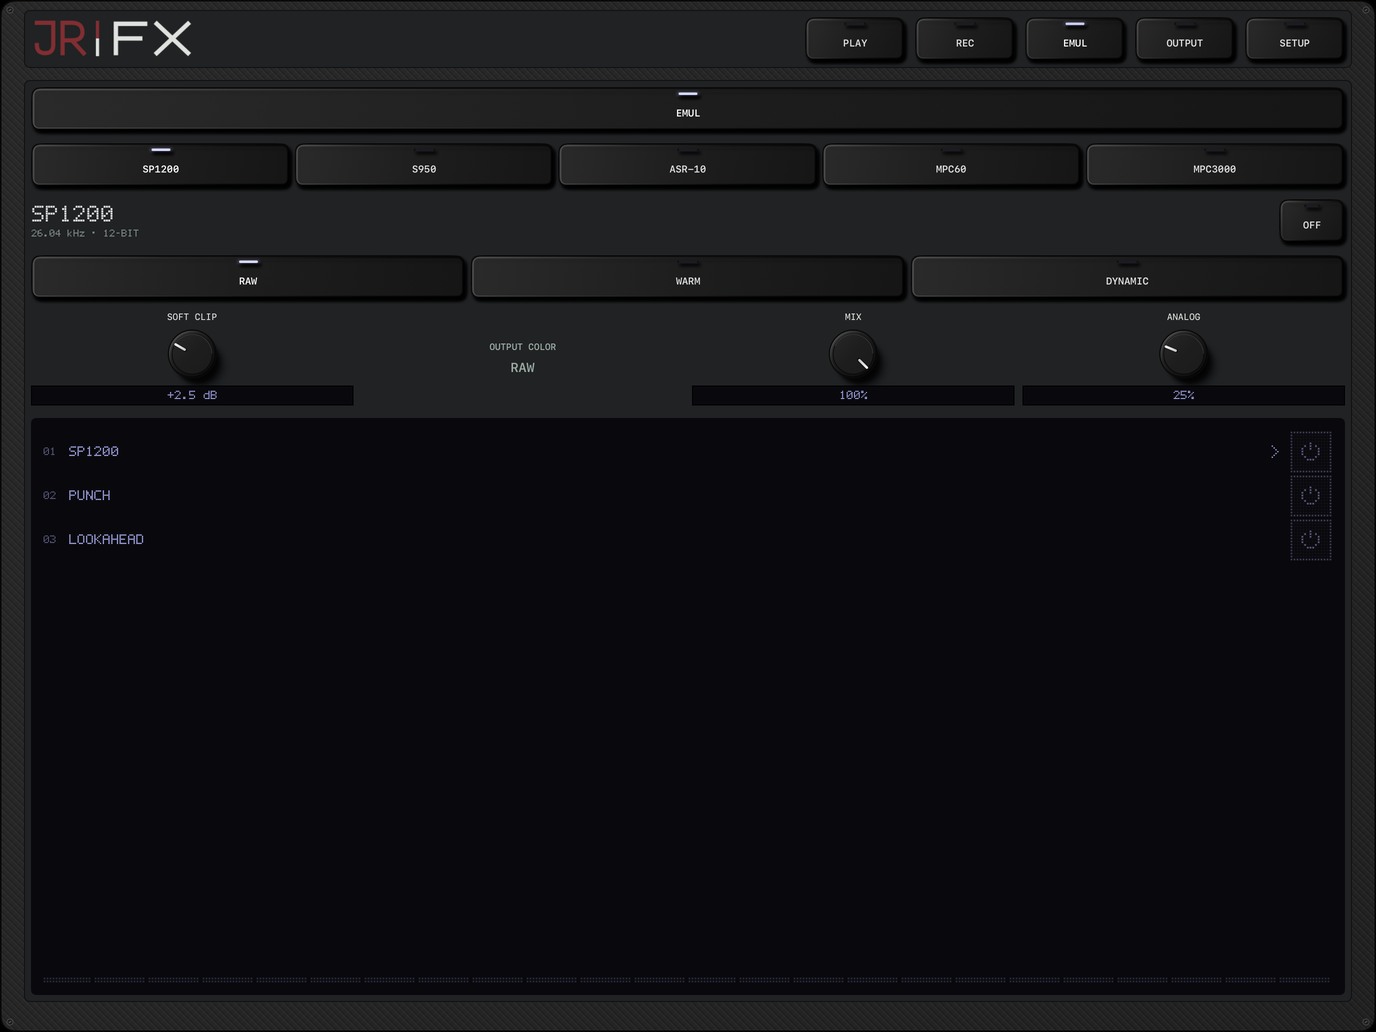 JR FX
PLAY
REC
EMUL
OUTPUT
SETUP
EMUL
SP1200
S950
ASR-10
MPC60
MPC3000
SP1200
26.04 kHz · 12-BIT
OFF
RAW
WARM
DYNAMIC
SOFT CLIP
OUTPUT COLOR
MIX
ANALOG
RAW
+2.5 dB
100%
25%
01 SP1200
02 PUNCH
03 LOOKAHEAD